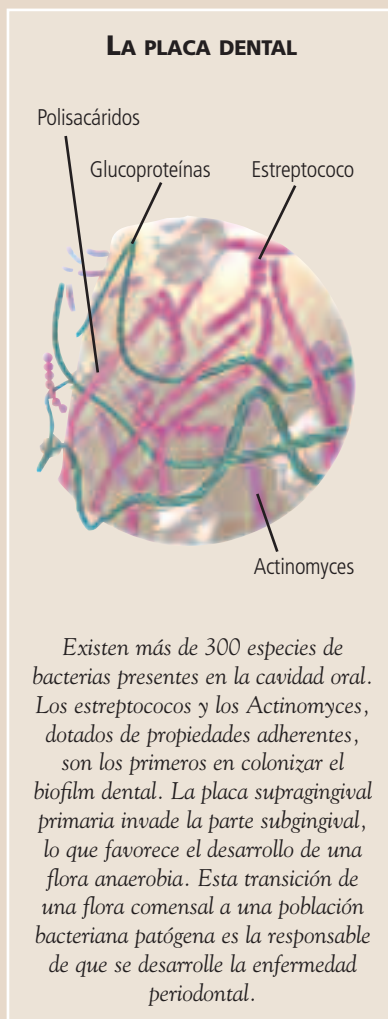 LA PLACA DENTAL
Polisacáridos
Glucoproteínas
Estreptococo
Actinomyces
Existen más de 300 especies de
bacterias presentes en la cavidad oral.
Los estreptococos y los Actinomyces,
dotados de propiedades adherentes,
son los primeros en colonizar el
biofilm dental. La placa supragingival
primaria invade la parte subgingival,
lo que favorece el desarrollo de una
flora anaerobia. Esta transición de
una flora comensal a una población
bacteriana patógena es la responsable
de que se desarrolle la enfermedad
periodontal.